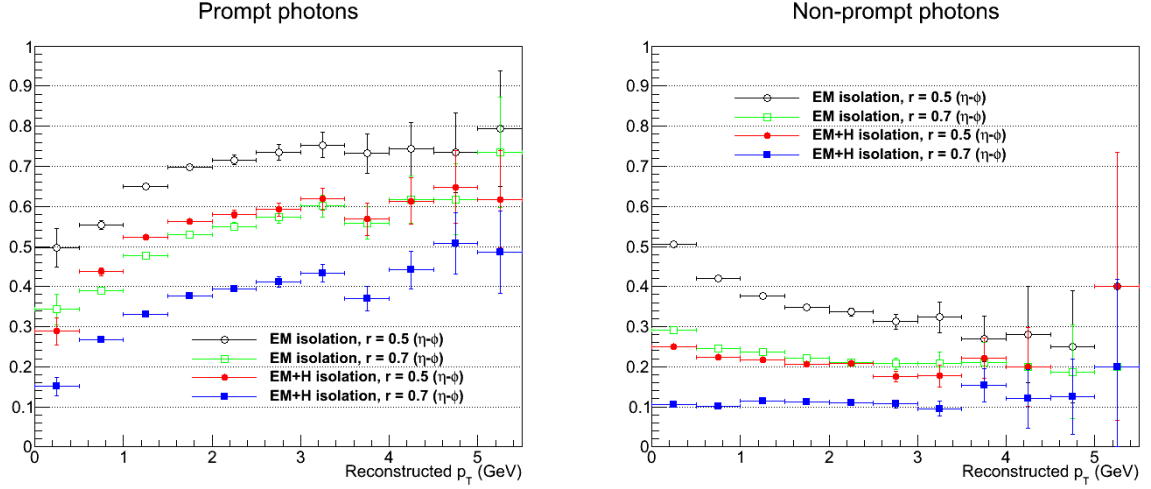 Prompt photons
1
0.9
0.8
0.7
0.6
0.5
0.4
0.3
0.2
0.1
0
EM isolation, r = 0.5 (η-ϕ)
EM isolation, r = 0.7 (η-ϕ)
EM+H isolation, r = 0.5 (η-ϕ)
EM+H isolation, r = 0.7 (η-ϕ)
0 1 2 3 4 5
Reconstructed p_T (GeV)
Non-prompt photons
1
0.9
0.8
0.7
0.6
0.5
0.4
0.3
0.2
0.1
0
EM isolation, r = 0.5 (η-ϕ)
EM isolation, r = 0.7 (η-ϕ)
EM+H isolation, r = 0.5 (η-ϕ)
EM+H isolation, r = 0.7 (η-ϕ)
0 1 2 3 4 5
Reconstructed p_T (GeV)